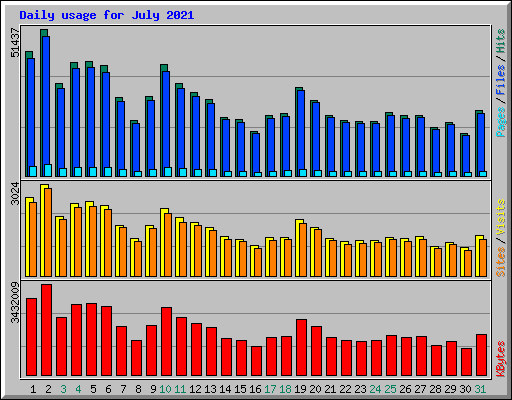 Daily usage for July 2021
51437
3024
3432009
Pages / Files / Hits
Sites / Visits
KBytes
1 2 3 4 5 6 7 8 9 10 11 12 13 14 15 16 17 18 19 20 21 22 23 24 25 26 27 28 29 30 31